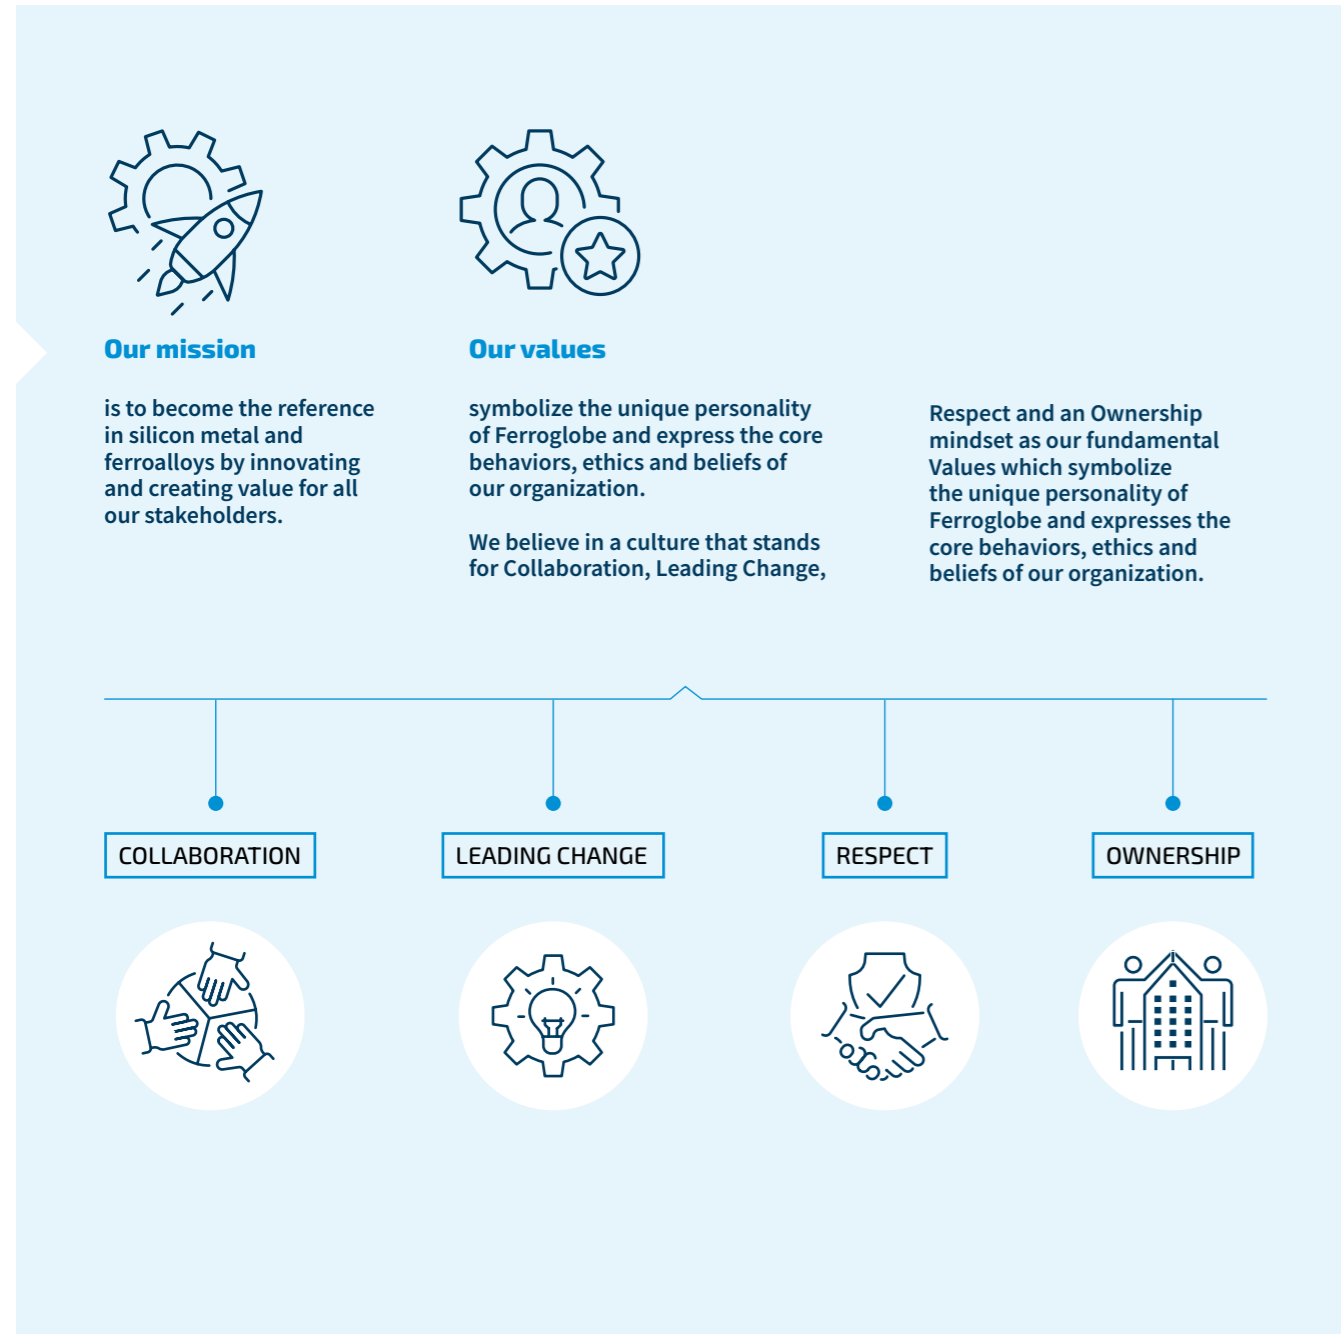 Our mission
is to become the reference
in silicon metal and
ferroalloys by innovating
and creating value for all
our stakeholders.
Our values
symbolize the unique personality
of Ferroglobe and express the core
behaviors, ethics and beliefs of
our organization.
We believe in a culture that stands
for Collaboration, Leading Change,
Respect and an Ownership
mindset as our fundamental
Values which symbolize
the unique personality of
Ferroglobe and expresses the
core behaviors, ethics and
beliefs of our organization.
COLLABORATION
LEADING CHANGE
RESPECT
OWNERSHIP